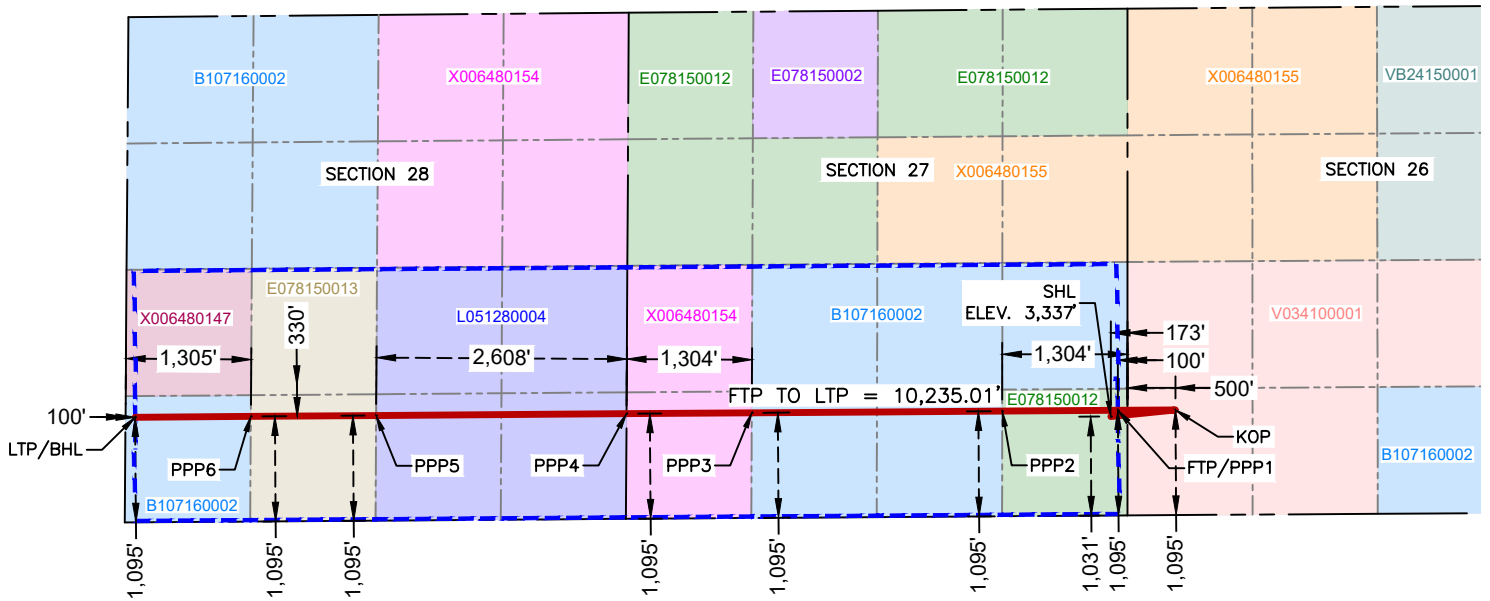 B107160002
X006480154
E078150012
E078150002
E078150012
X006480155
VB24150001
SECTION 28
SECTION 27
X006480155
SECTION 26
E078150013
X006480147
330'
L051280004
X006480154
B107160002
SHL
ELEV. 3,337'
V034100001
173'
1,305'
2,608'
1,304'
1,304'
100'
500'
FTP TO LTP = 10,235.01'
E078150012
100'
LTP/BHL
PPP6
PPP5
PPP4
PPP3
PPP2
KOP
FTP/PPP1
B107160002
B107160002
1,095'
1,095'
1,095'
1,095'
1,095'
1,095'
1,031'
1,095'
1,095'